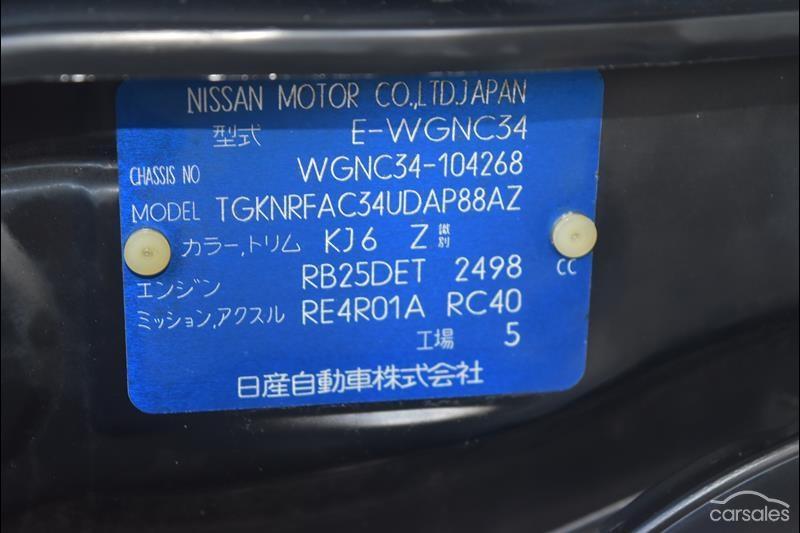 NISSAN MOTOR CO.,LTD.JAPAN
型式 E-WGNC34
CHASSIS NO WGNC34-104268
MODEL TGKNRFAC34UDAP88AZ
カラー,トリム KJ6 Z 識別
エンジン RB25DET 2498 CC
ミッション,アクスル RE4R01A RC40
工場 5
日産自動車株式会社
carsales